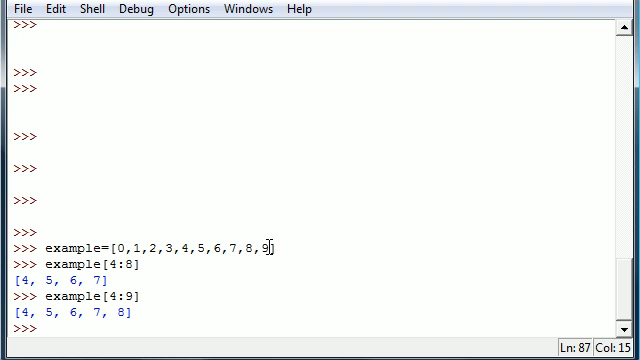 File Edit Shell Debug Options Windows Help
>>>
>>>
>>>
>>>
>>>
>>>
>>>
>>> example=[0,1,2,3,4,5,6,7,8,9]
>>> example[4:8]
[4, 5, 6, 7]
>>> example[4:9]
[4, 5, 6, 7, 8]
>>>
Ln: 87 Col: 15